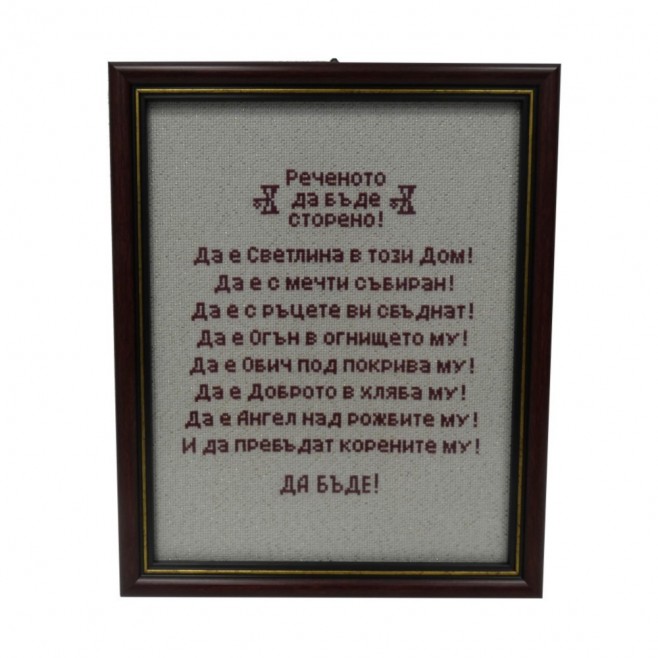 Реченото
да бъде
сторено!
Да е Светлина в този Дом!
Да е с мечти събиран!
Да е с ръцете ви сбъднат!
Да е Огън в огнището му!
Да е Обич под покрива му!
Да е Доброто в хляба му!
Да е Ангел над рожбите му!
И да пребъдат корените му!
ДА БЪДЕ!